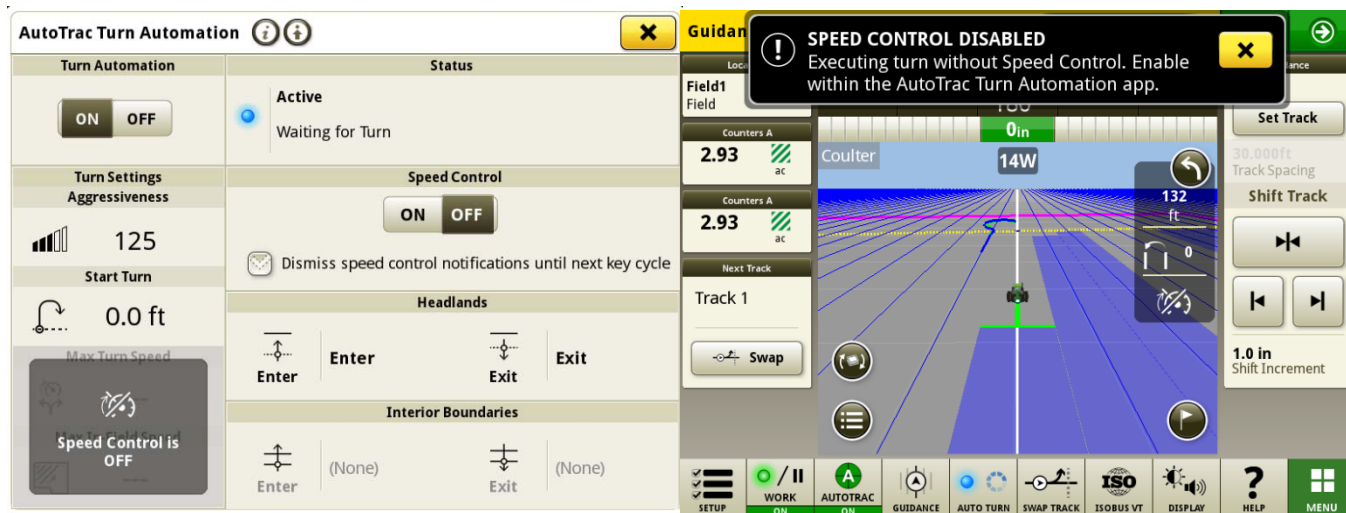 AutoTrac Turn Automation
Turn Automation
ON OFF
Status
Active
Waiting for Turn
Turn Settings
Aggressiveness
125
Start Turn
0.0 ft
Max Turn Speed
Speed Control is
OFF
Speed Control
ON OFF
Dismiss speed control notifications until next key cycle
Headlands
Enter
Enter
Exit
Exit
Interior Boundaries
Enter
(None)
Exit
(None)
Guidan
SPEED CONTROL DISABLED
Executing turn without Speed Control. Enable
within the AutoTrac Turn Automation app.
Loca
Field1
Field
Counters A
2.93
ac
Counters A
2.93
ac
Next Track
Track 1
Swap
180
0in
Coulter
14W
132
ft
0
ance
Set Track
30.000ft
Track Spacing
Shift Track
1.0 in
Shift Increment
SETUP
WORK
ON
A
AUTOTRAC
ON
GUIDANCE
AUTO TURN
SWAP TRACK
ISO
ISOBUS VT
DISPLAY
?
HELP
MENU